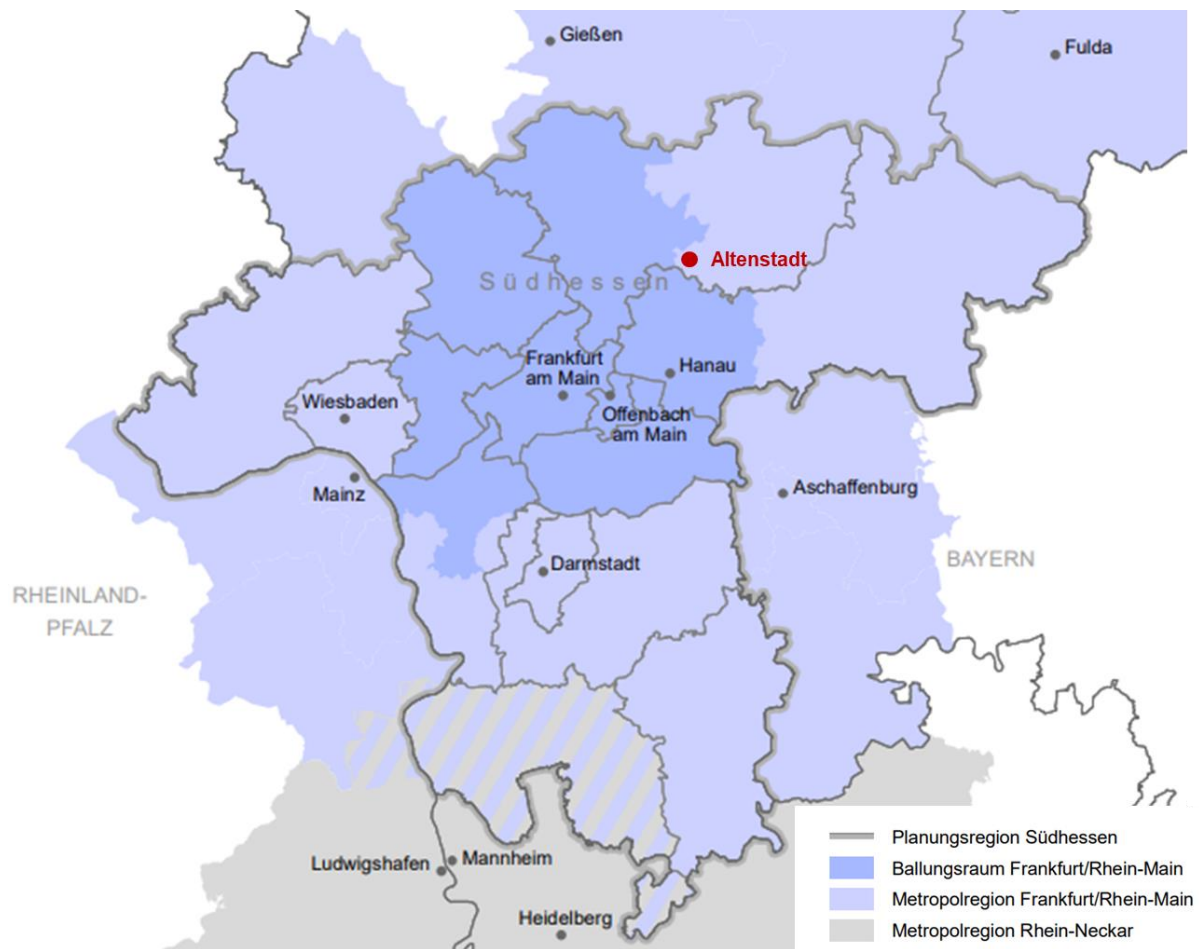 Gießen
Fulda
Altenstadt
Südhessen
Frankfurt
am Main
Hanau
Wiesbaden
Offenbach
am Main
Mainz
Aschaffenburg
Darmstadt
BAYERN
RHEINLAND-
PFALZ
Ludwigshafen
Mannheim
Heidelberg
Planungsregion Südhessen
Ballungsraum Frankfurt/Rhein-Main
Metropolregion Frankfurt/Rhein-Main
Metropolregion Rhein-Neckar